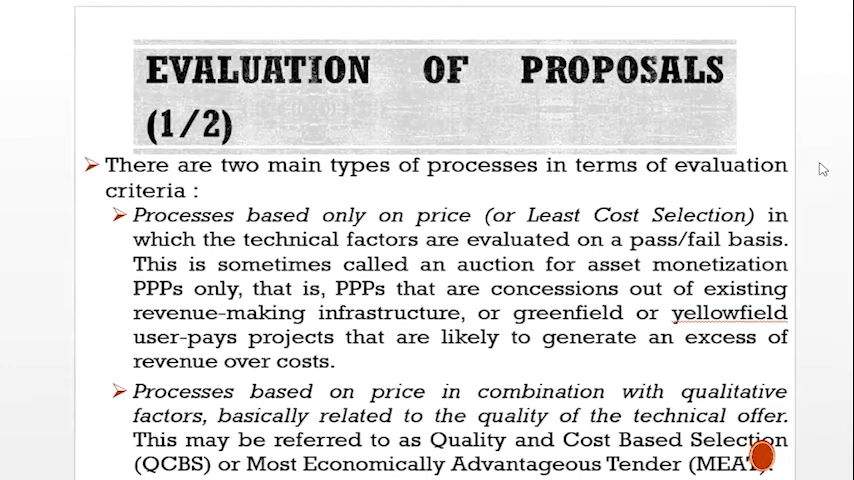 EVALUATION OF PROPOSALS
(1/2)
There are two main types of processes in terms of evaluation
criteria :
Processes based only on price (or Least Cost Selection) in
which the technical factors are evaluated on a pass/fail basis.
This is sometimes called an auction for asset monetization
PPPs only, that is, PPPs that are concessions out of existing
revenue-making infrastructure, or greenfield or yellowfield
user-pays projects that are likely to generate an excess of
revenue over costs.
Processes based on price in combination with qualitative
factors, basically related to the quality of the technical offer.
This may be referred to as Quality and Cost Based Selection
(QCBS) or Most Economically Advantageous Tender (MEAT).